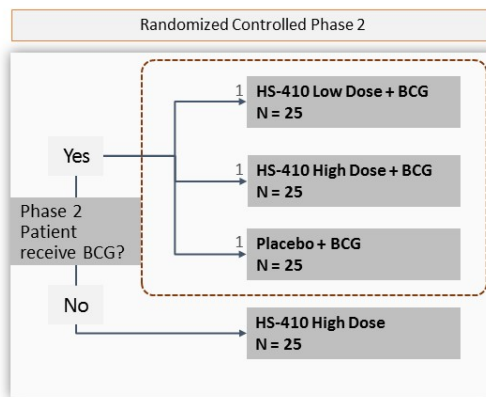 Randomized Controlled Phase 2
1
HS-410 Low Dose + BCG
N = 25
Yes
1
HS-410 High Dose + BCG
N = 25
Phase 2
Patient
receive BCG?
1
Placebo + BCG
N = 25
No
HS-410 High Dose
N = 25